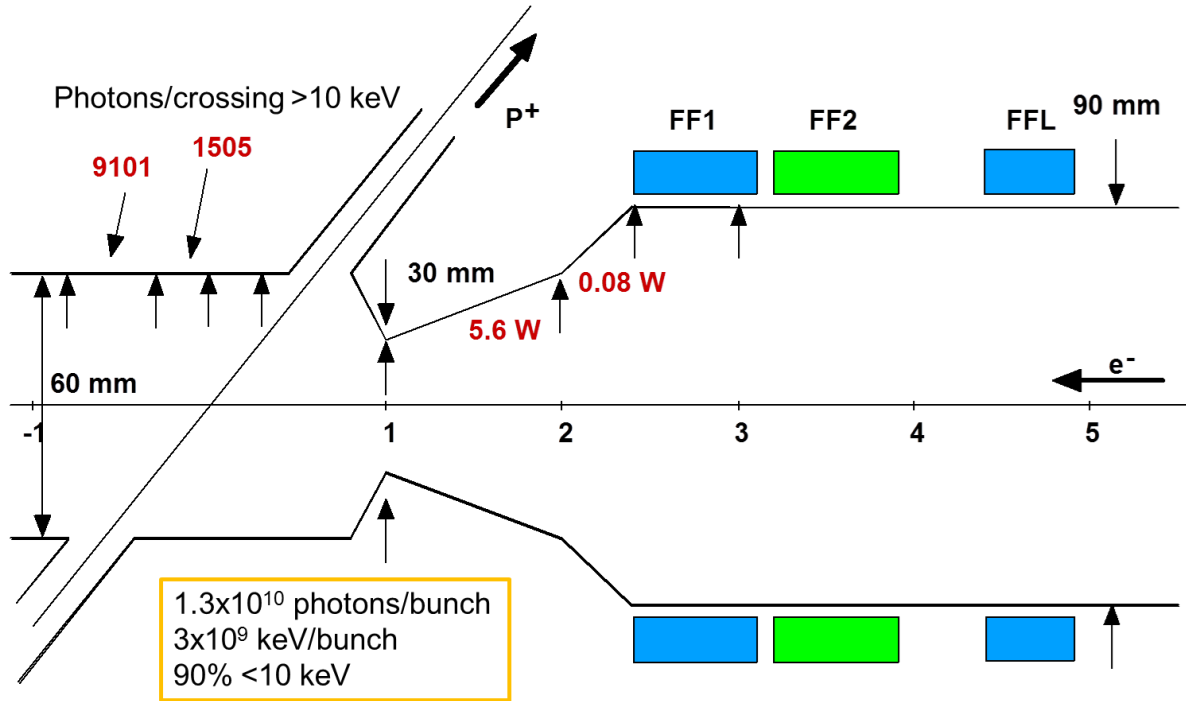 Photons/crossing >10 keV
9101
1505
P+
FF1
FF2
FFL
90 mm
30 mm
0.08 W
5.6 W
60 mm
e-
-1
1
2
3
4
5
1.3x10¹⁰ photons/bunch
3x10⁹ keV/bunch
90% <10 keV